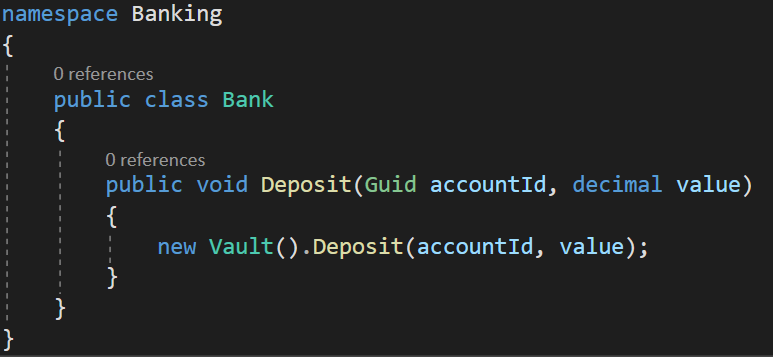 namespace Banking
{
0 references
public class Bank
{
0 references
public void Deposit(Guid accountId, decimal value)
{
new Vault().Deposit(accountId, value);
}
}
}